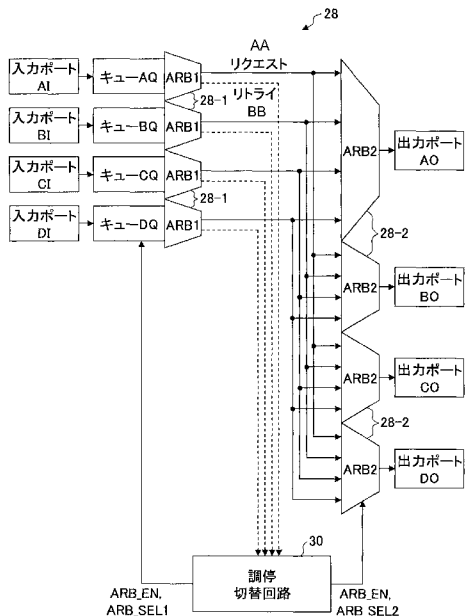 28
AA
リクエスト
入力ポート
AI
キューAQ
ARB1
28-1
リトライ
BB
入力ポート
BI
キューBQ
ARB1
ARB2
出力ポート
AO
入力ポート
CI
キューCQ
ARB1
28-1
入力ポート
DI
キューDQ
ARB1
28-2
ARB2
出力ポート
BO
ARB2
出力ポート
CO
28-2
ARB2
出力ポート
DO
30
調停
切替回路
ARB_EN,
ARB_SEL1
ARB_EN,
ARB_SEL2